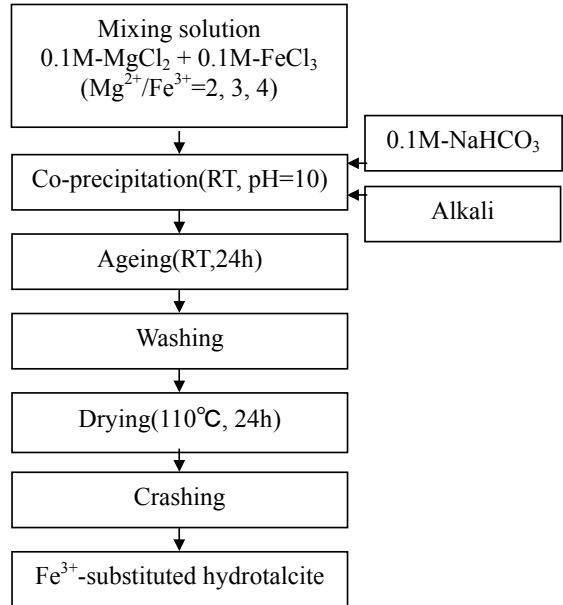 Mixing solution
0.1M-MgCl₂ + 0.1M-FeCl₃
(Mg²⁺/Fe³⁺=2, 3, 4)
0.1M-NaHCO₃
Co-precipitation(RT, pH=10)
Alkali
Ageing(RT,24h)
Washing
Drying(110℃, 24h)
Crashing
Fe³⁺-substituted hydrotalcite